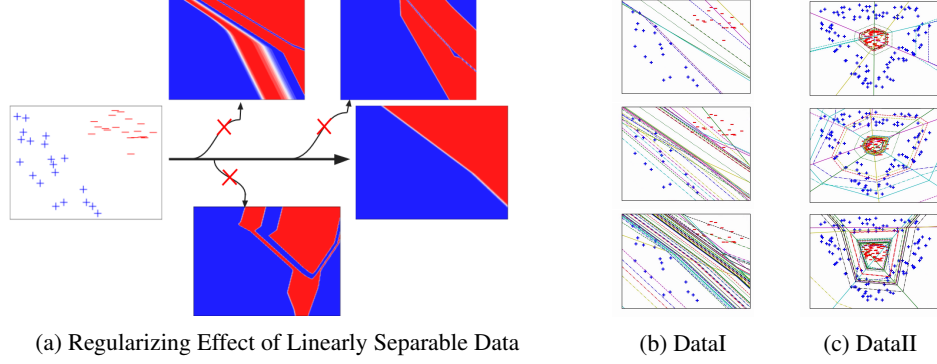 (a) Regularizing Effect of Linearly Separable Data
(b) DataI
(c) DataII